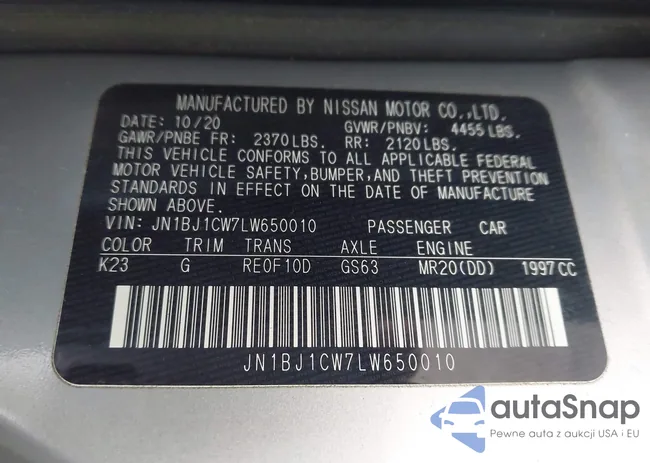 MANUFACTURED BY NISSAN MOTOR CO.,LTD.
DATE: 10/20 GVWR/PNBV: 4455 LBS.
GAWR/PNBE FR: 2370LBS. RR: 2120LBS.
THIS VEHICLE CONFORMS TO ALL APPLICABLE FEDERAL
MOTOR VEHICLE SAFETY, BUMPER, AND THEFT PREVENTION
STANDARDS IN EFFECT ON THE DATE OF MANUFACTURE
SHOWN ABOVE.
VIN: JN1BJ1CW7LW650010 PASSENGER CAR
COLOR TRIM TRANS AXLE ENGINE
K23 G RE0F10D GS63 MR20(DD) 1997CC
JN1BJ1CW7LW650010
autaSnap
Pewne auta z aukcji USA i EU